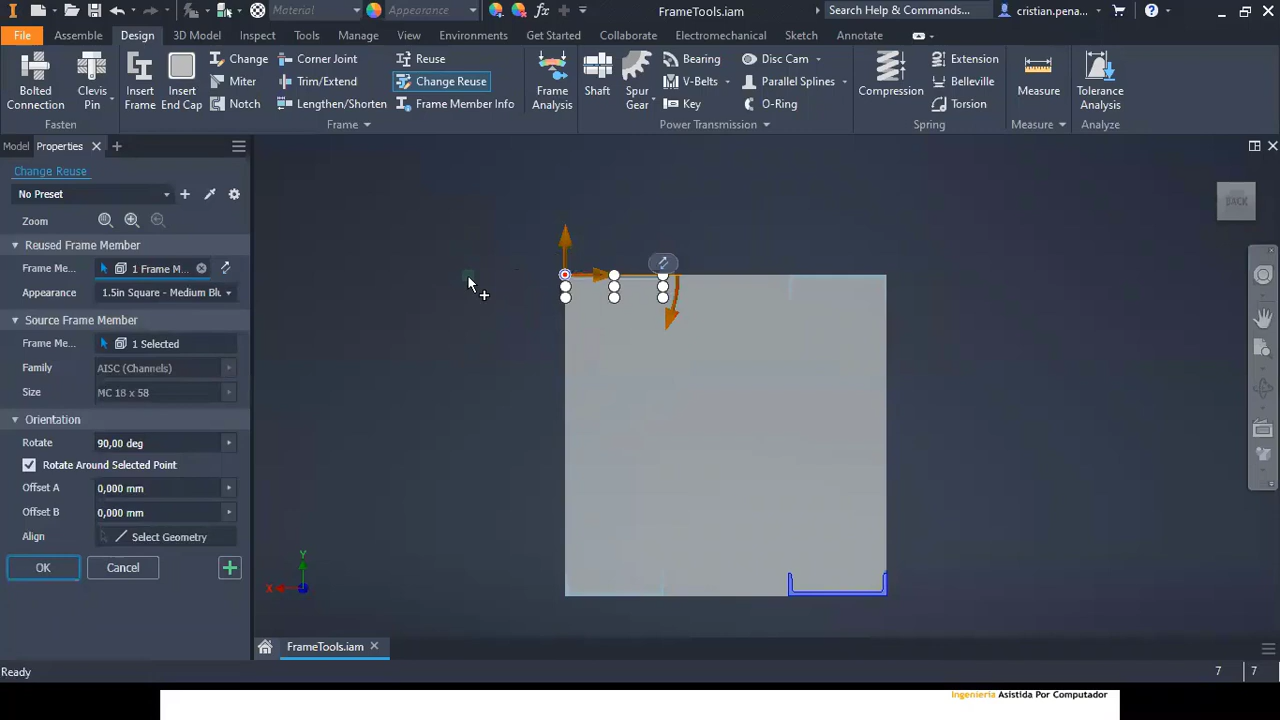 Material
Appearance
FrameTools.iam
Search Help & Commands...
cristian.pena...
File
Assemble
Design
3D Model
Inspect
Tools
Manage
View
Environments
Get Started
Collaborate
Electromechanical
Sketch
Annotate
Bolted Connection
Clevis Pin
Insert Frame
Insert End Cap
Change
Miter
Notch
Corner Joint
Trim/Extend
Lengthen/Shorten
Reuse
Change Reuse
Frame Member Info
Frame Analysis
Shaft
Spur Gear
Bearing
V-Belts
Key
Disc Cam
Parallel Splines
O-Ring
Compression
Extension
Belleville
Torsion
Measure
Tolerance Analysis
Fasten
Frame
Power Transmission
Spring
Measure
Analyze
Model
Properties
Change Reuse
No Preset
Zoom
Reused Frame Member
Frame Me...
1 Frame M...
Appearance
1.5in Square - Medium Blu
Source Frame Member
Frame Me...
1 Selected
Family
AISC (Channels)
Size
MC 18 x 58
Orientation
Rotate
90,00 deg
Rotate Around Selected Point
Offset A
0,000 mm
Offset B
0,000 mm
Align
Select Geometry
OK
Cancel
BACK
Y
X
FrameTools.iam
Ready
7
7
Ingeniería Asistida Por Computador